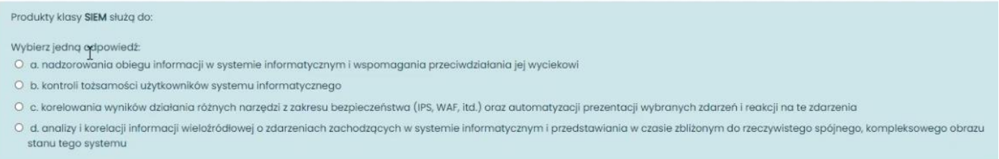 Produkty klasy SIEM służą do:
Wybierz jedną odpowiedź:
a. nadzorowania obiegu informacji w systemie informatycznym i wspomagania przeciwdziałania jej wyciekowi
b. kontroli tożsamości użytkowników systemu informatycznego
c. korelowania wyników działania różnych narzędzi z zakresu bezpieczeństwa (IPS, WAF, itd.) oraz automatyzacji prezentacji wybranych zdarzeń i reakcji na te zdarzenia
d. analizy i korelacji informacji wieloźródłowej o zdarzeniach zachodzących w systemie informatycznym i przedstawiania w czasie zbliżonym do rzeczywistego spójnego, kompleksowego obrazu
stanu tego systemu